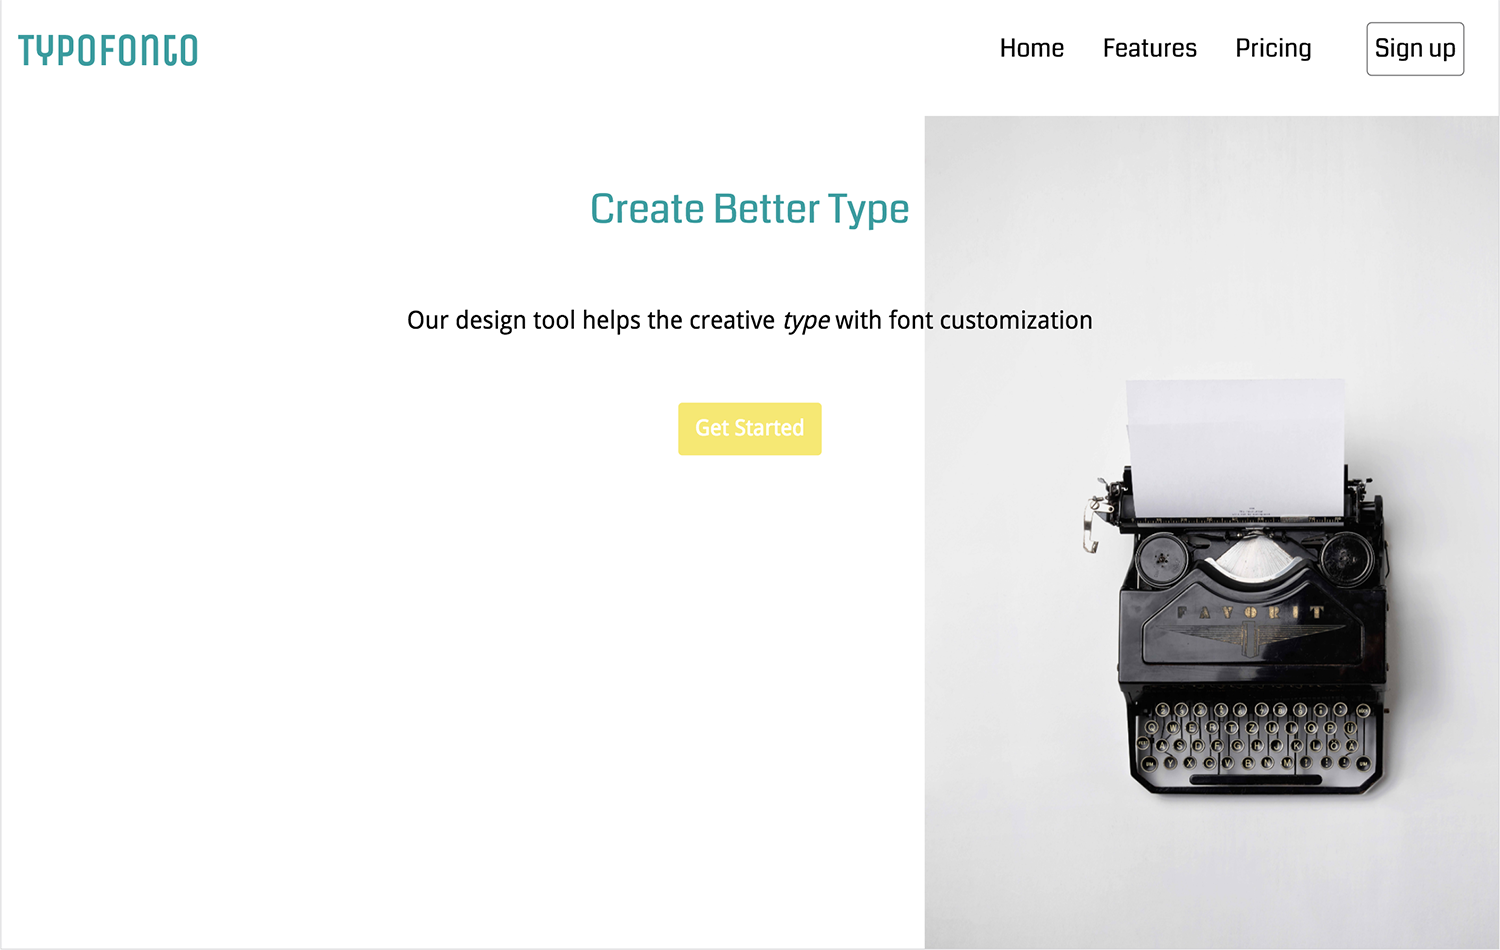 TYPOFONTO
Home Features Pricing Sign up
Create Better Type
Our design tool helps the creative type with font customization
Get Started
FAVORIT